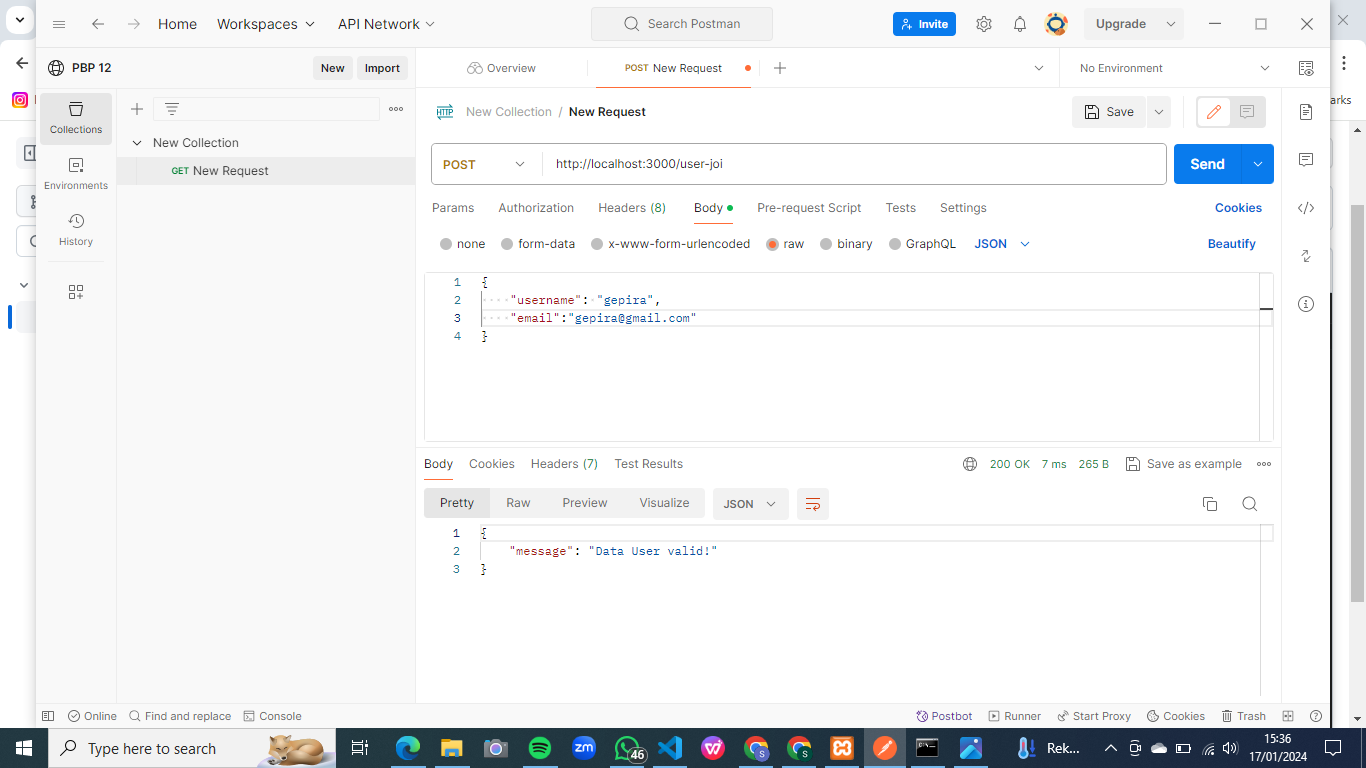 Home Workspaces API Network Search Postman Invite Upgrade
PBP 12 New Import Overview POST New Request No Environment
arks
Collections
New Collection / New Request Save
New Collection
GET New Request
POST http://localhost:3000/user-joi Send
Environments
History
Params Authorization Headers (8) Body Pre-request Script Tests Settings Cookies
none form-data x-www-form-urlencoded raw binary GraphQL JSON Beautify
1 {
2 "username": "gepira",
3 "email":"gepira@gmail.com"
4 }
Body Cookies Headers (7) Test Results 200 OK 7 ms 265 B Save as example
Pretty Raw Preview Visualize JSON
1 {
2 "message": "Data User valid!"
3 }
Online Find and replace Console Postbot Runner Start Proxy Cookies Trash
Type here to search zm 46 Rek... 15:36
17/01/2024